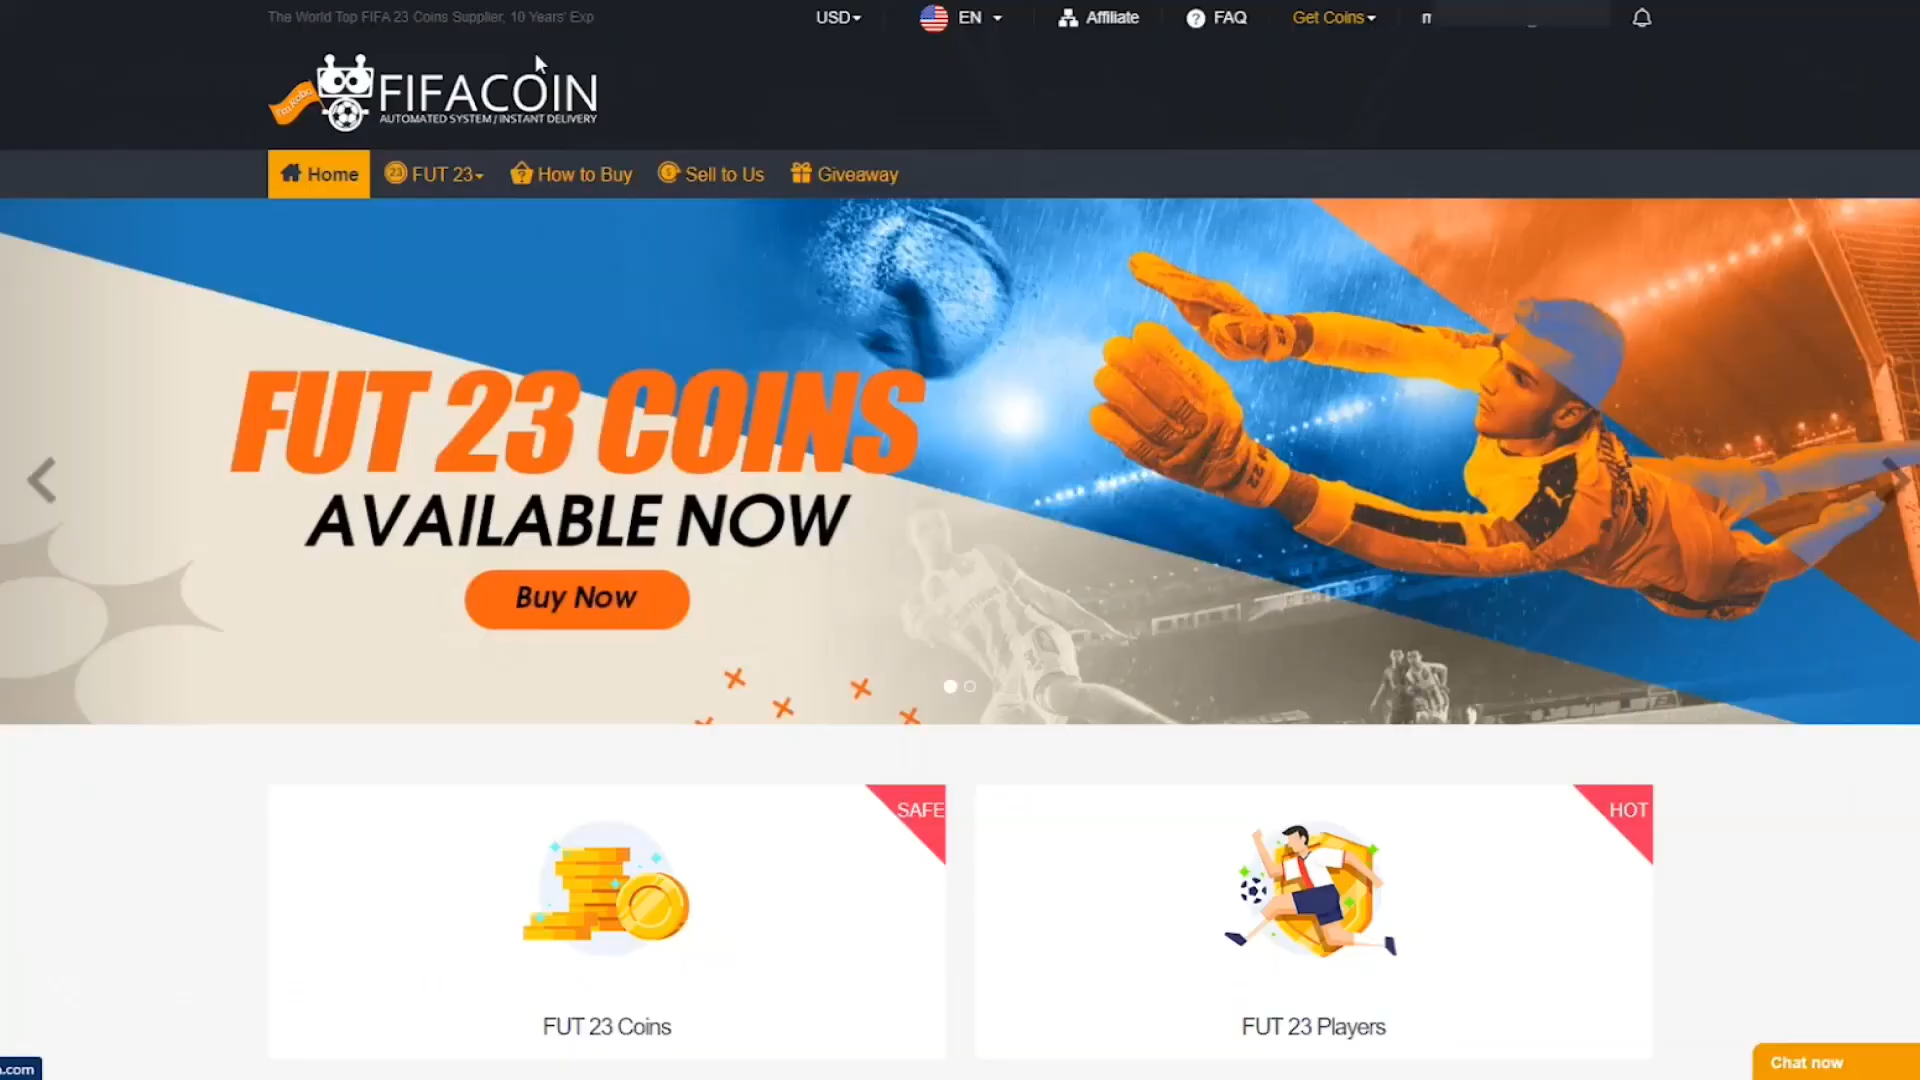 The World Top FIFA 23 Coins Supplier, 10 Years' Exp
USD
EN
Affiliate
FAQ
Get Coins
FIFACOIN
AUTOMATED SYSTEM / INSTANT DELIVERY
Home
FUT 23
How to Buy
Sell to Us
Giveaway
FUT 23 COINS
AVAILABLE NOW
Buy Now
SAFE
HOT
FUT 23 Coins
FUT 23 Players
.com
Chat now